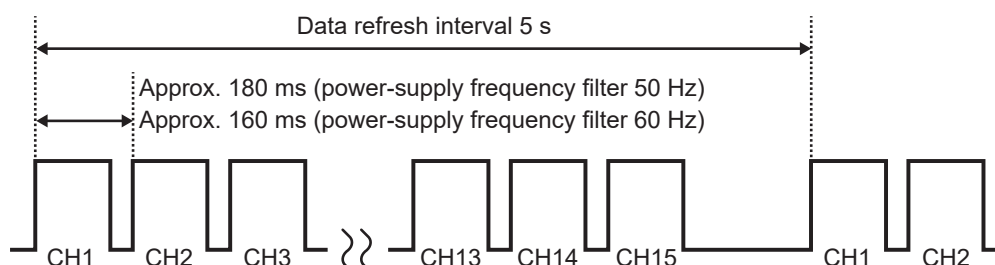 Data refresh interval 5 s
Approx. 180 ms (power-supply frequency filter 50 Hz)
Approx. 160 ms (power-supply frequency filter 60 Hz)
CH1 CH2 CH3 CH13 CH14 CH15 CH1 CH2